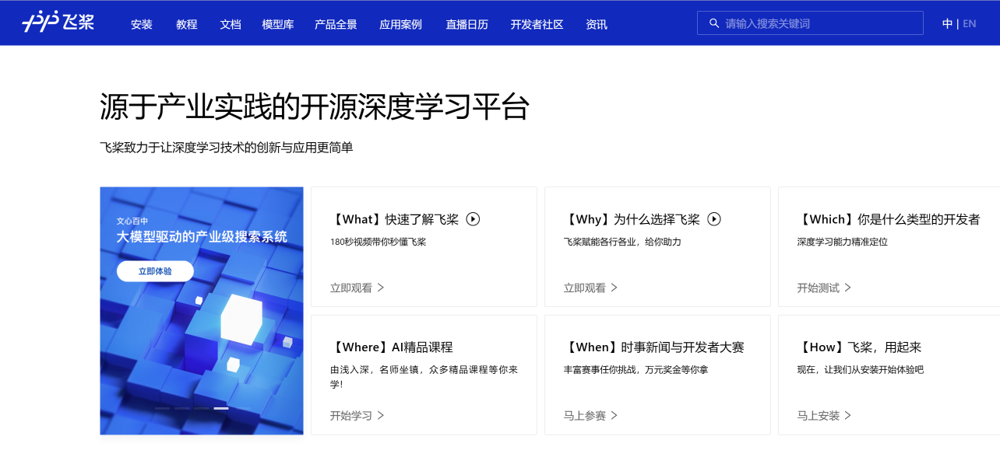 飞桨 安装 教程 文档 模型库 产品全景 应用案例 直播日历 开发者社区 资讯 请输入搜索关键词 中 | EN
源于产业实践的开源深度学习平台
飞桨致力于让深度学习技术的创新与应用更简单
文心百中
大模型驱动的产业级搜索系统
立即体验
【What】快速了解飞桨
180秒视频带你秒懂飞桨
立即观看
【Why】为什么选择飞桨
飞桨赋能各行各业，给你助力
立即观看
【Which】你是什么类型的开发者
深度学习能力精准定位
开始测试
【Where】AI精品课程
由浅入深，名师坐镇，众多精品课程等你来
学！
开始学习
【When】时事新闻与开发者大赛
丰富赛事任你挑战，万元奖金等你拿
马上参赛
【How】飞桨，用起来
现在，让我们从安装开始体验吧
马上安装